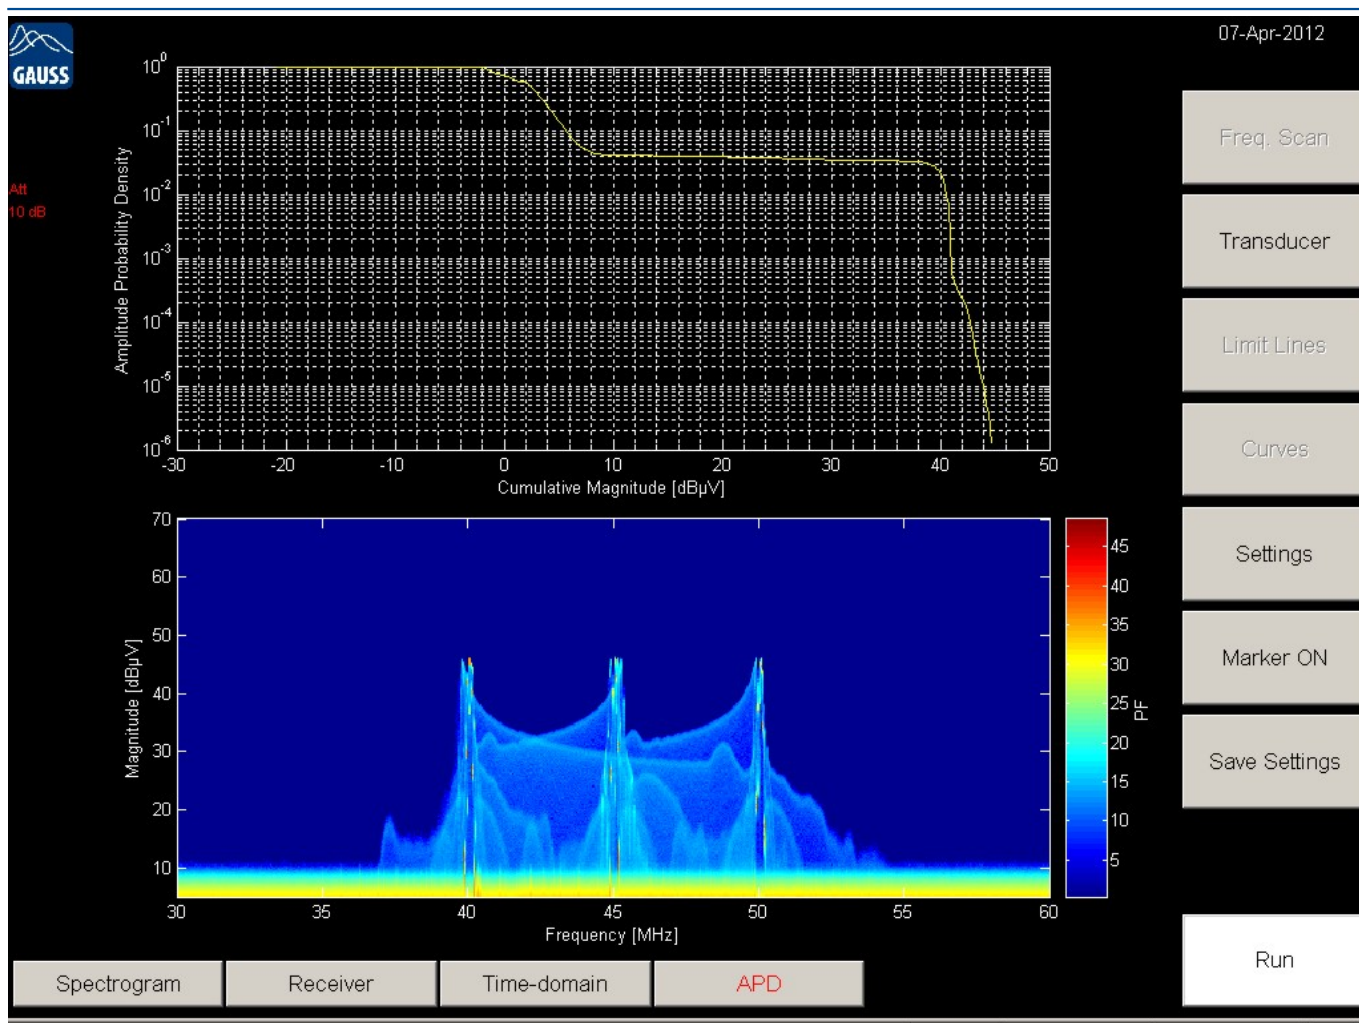 07-Apr-2012
GAUSS
Att
10 dB
10^0
10^-1
10^-2
10^-3
10^-4
10^-5
10^-6
Amplitude Probability Density
-30 -20 -10 0 10 20 30 40 50
Cumulative Magnitude [dBµV]
Freq. Scan
Transducer
Limit Lines
Curves
Settings
Marker ON
Save Settings
Run
70
60
50
40
30
20
10
Magnitude [dBµV]
30 35 40 45 50 55 60
Frequency [MHz]
45
40
35
30
25
20
15
10
5
PF
Spectrogram Receiver Time-domain APD